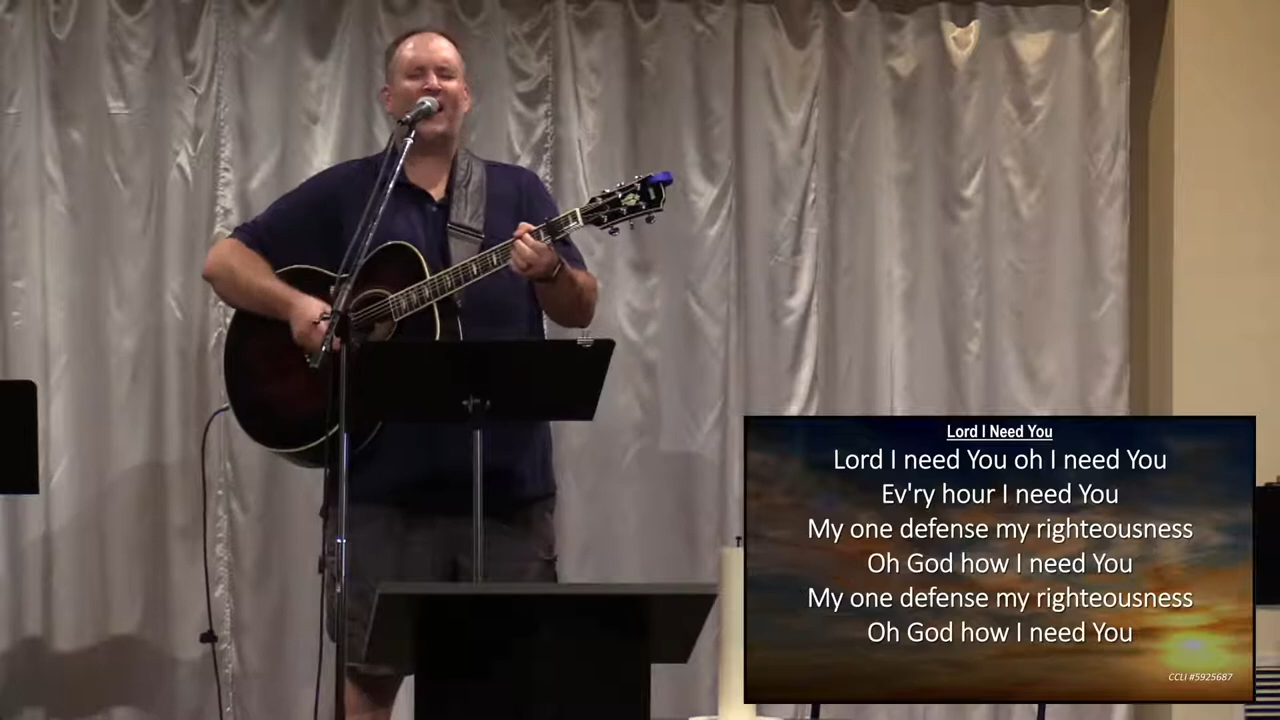 Lord I Need You
Lord I need You oh I need You
Ev'ry hour I need You
My one defense my righteousness
Oh God how I need You
My one defense my righteousness
Oh God how I need You
CCLI #5925687